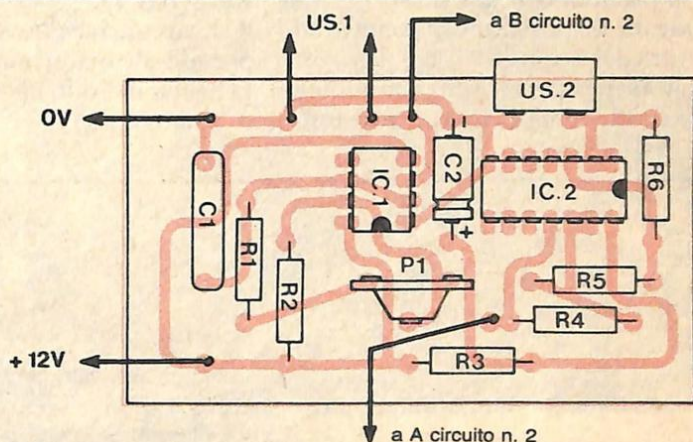 US.1
a B circuito n. 2
0V
US.2
-
C1
R1
R2
IC.1
C2
+
IC.2
R6
P1
R5
R4
R3
+ 12V
a A circuito n. 2